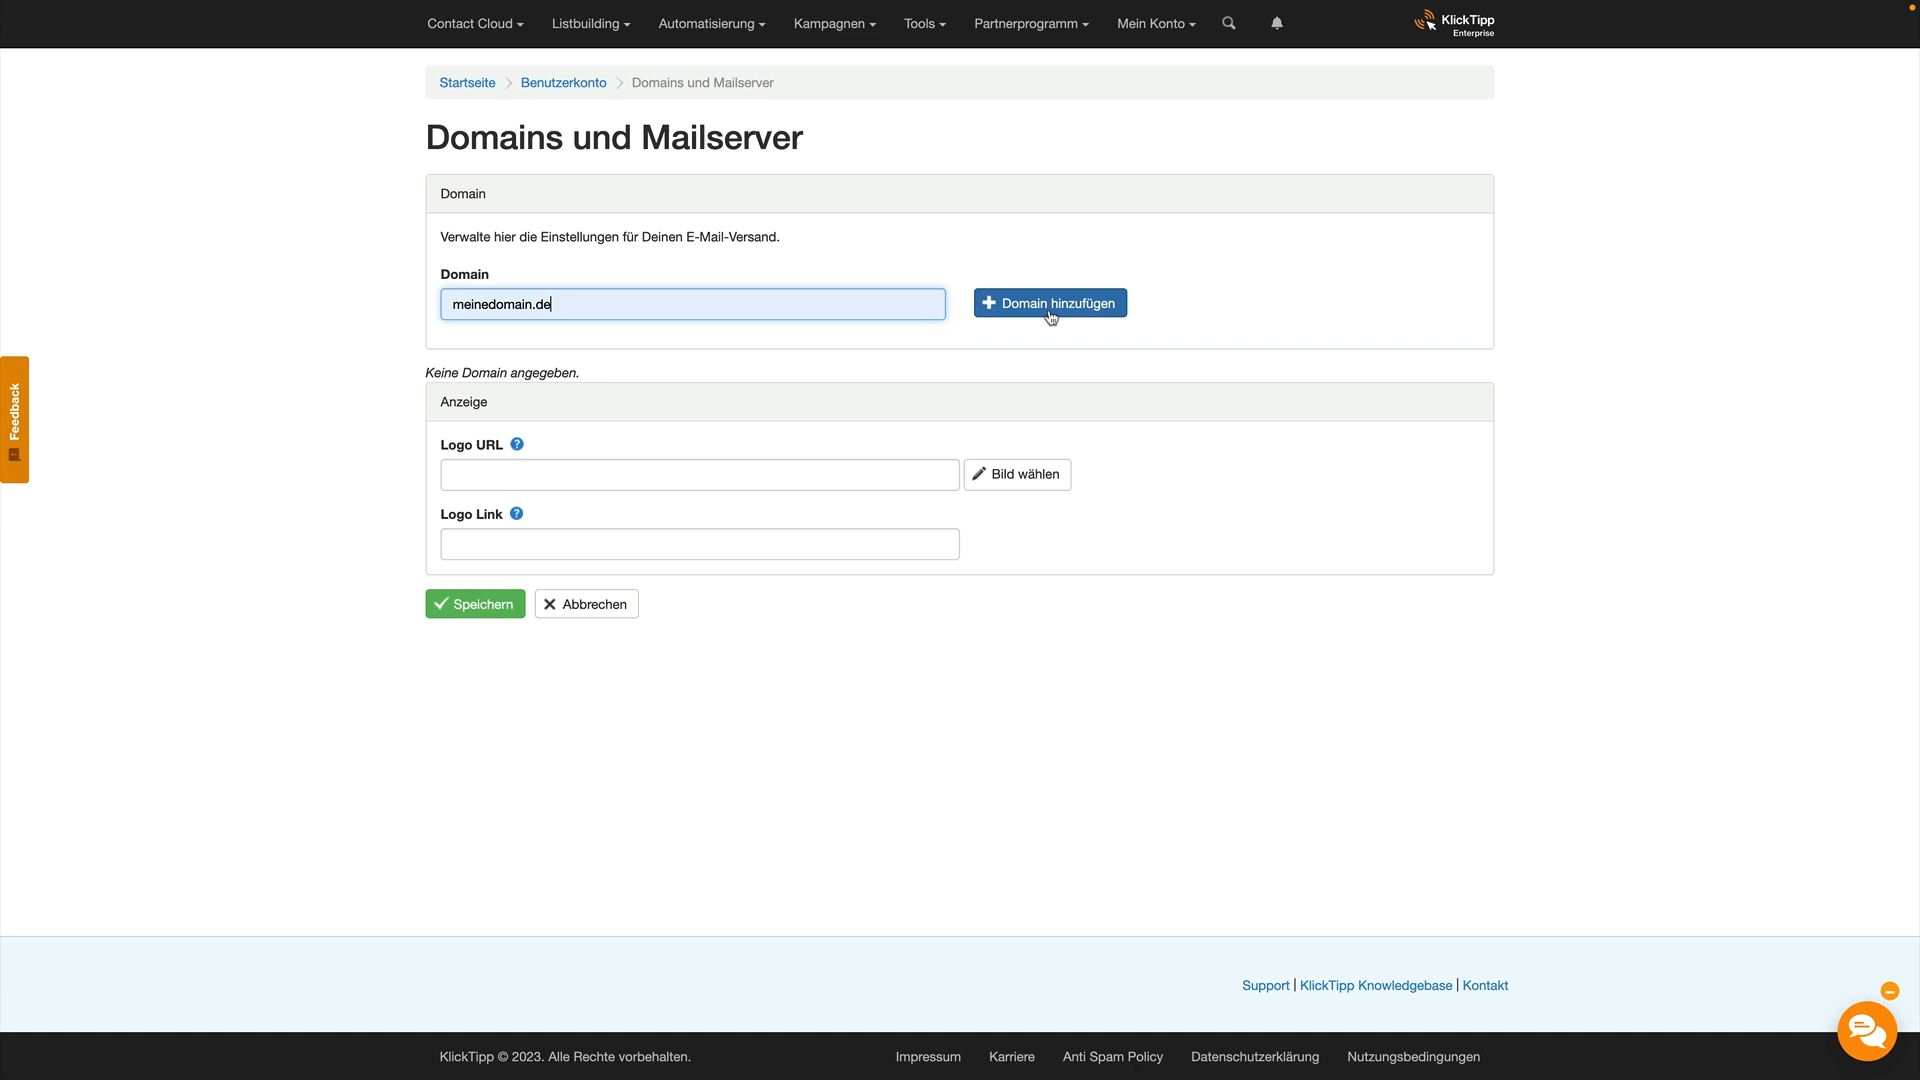 Contact Cloud Listbuilding Automatisierung Kampagnen Tools Partnerprogramm Mein Konto KlickTipp
Enterprise
Startseite Benutzerkonto Domains und Mailserver
Domains und Mailserver
Domain
Verwalte hier die Einstellungen für Deinen E-Mail-Versand.
Domain
meinedomain.de Domain hinzufügen
Keine Domain angegeben.
Anzeige
Feedback
Logo URL ?
Bild wählen
Logo Link ?
Speichern Abbrechen
Support | KlickTipp Knowledgebase | Kontakt
KlickTipp © 2023. Alle Rechte vorbehalten. Impressum Karriere Anti Spam Policy Datenschutzerklärung Nutzungsbedingungen